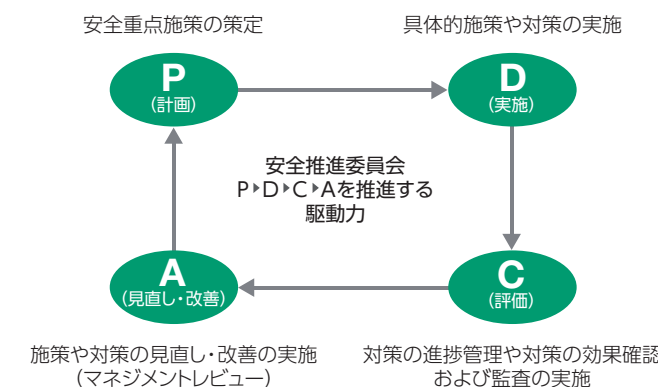 安全重点施策の策定
具体的施策や対策の実施
P
(計画)
D
(実施)
安全推進委員会
P▸D▸C▸Aを推進する
駆動力
A
(見直し・改善)
C
(評価)
施策や対策の見直し・改善の実施
(マネジメントレビュー)
対策の進捗管理や対策の効果確認
および監査の実施